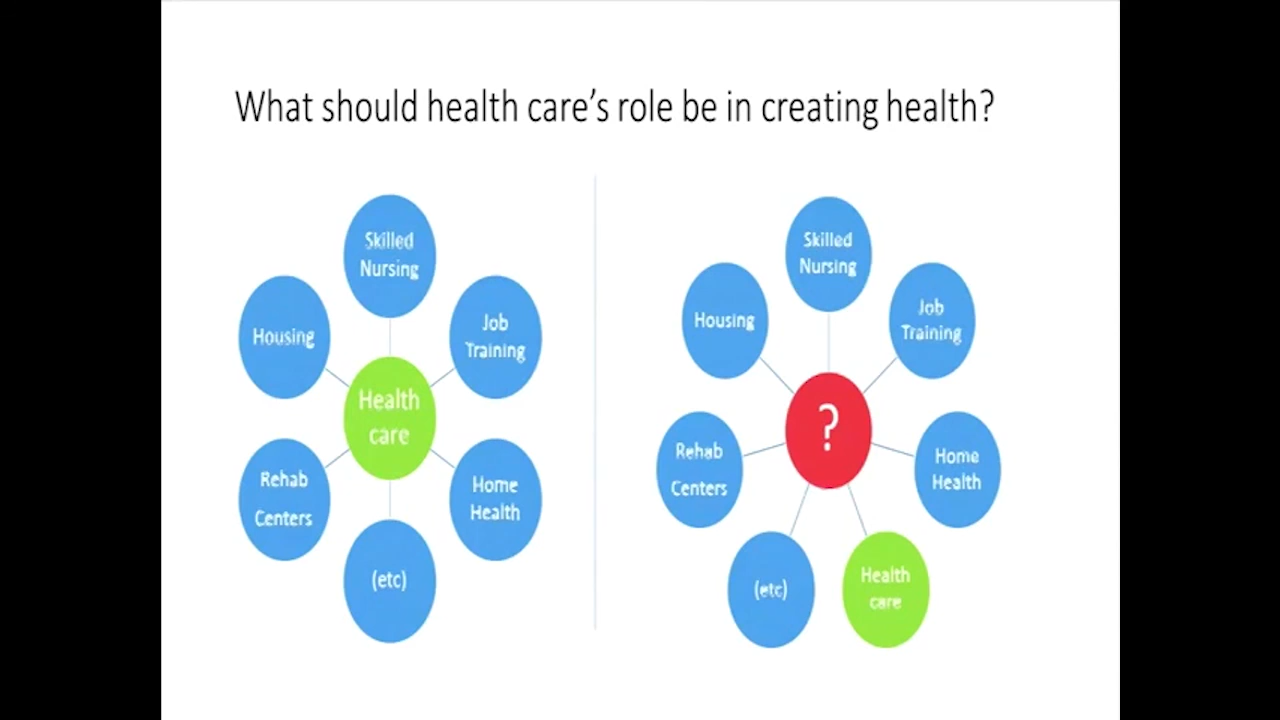 What should health care’s role be in creating health?
Skilled
Nursing
Housing
Job
Training
Health
care
Rehab
Centers
Home
Health
(etc)
Skilled
Nursing
Housing
Job
Training
?
Rehab
Centers
Home
Health
(etc)
Health
care